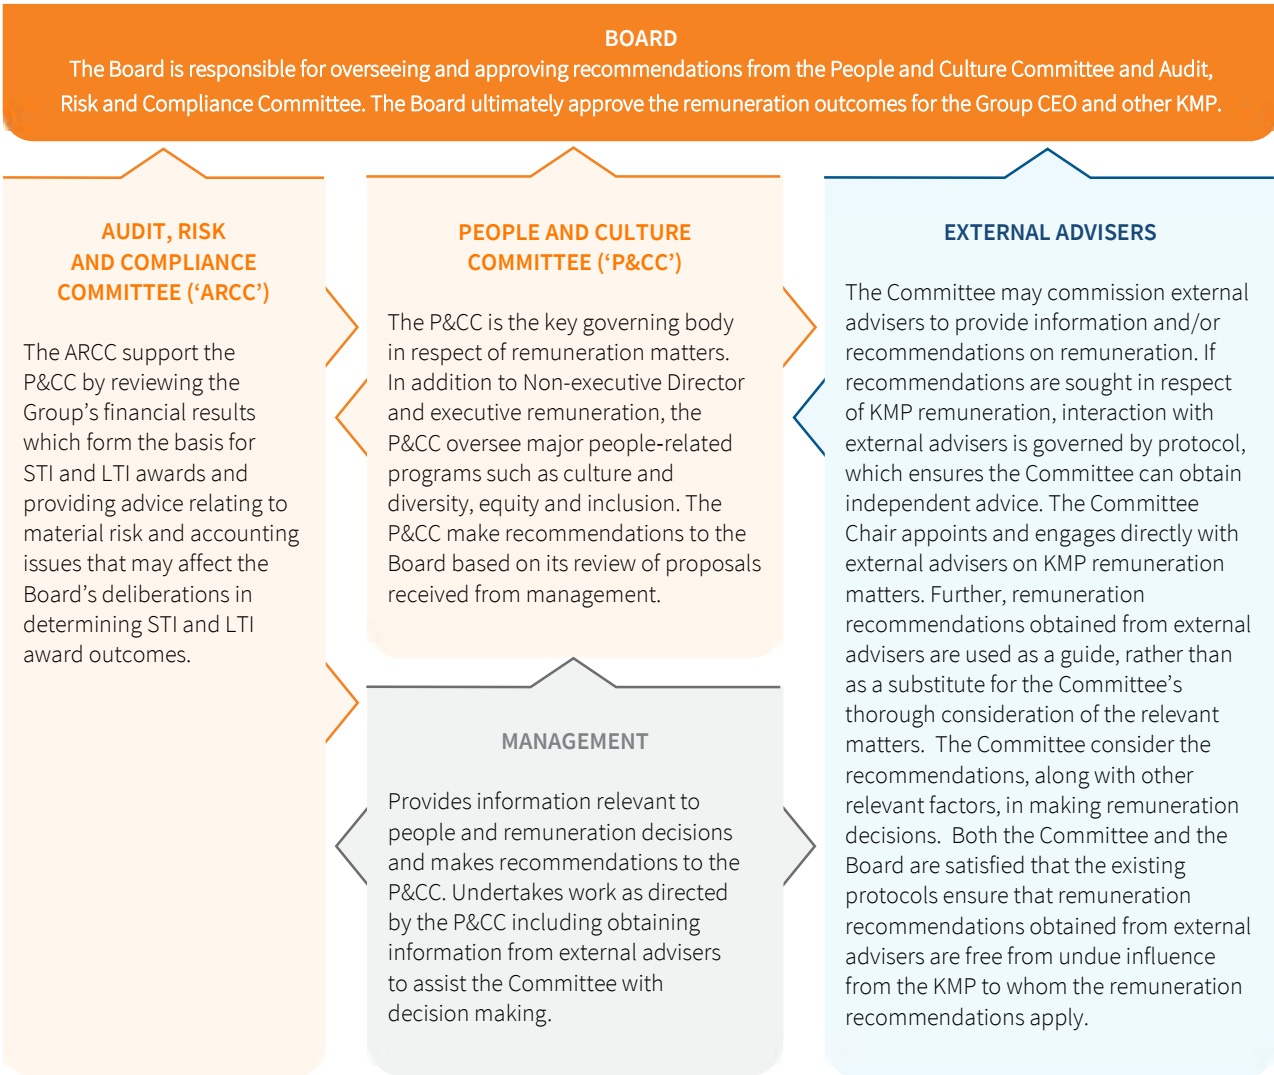 BOARD
The Board is responsible for overseeing and approving recommendations from the People and Culture Committee and Audit,
Risk and Compliance Committee. The Board ultimately approve the remuneration outcomes for the Group CEO and other KMP.
AUDIT, RISK
AND COMPLIANCE
COMMITTEE (‘ARCC’)
The ARCC support the
P&CC by reviewing the
Group’s financial results
which form the basis for
STI and LTI awards and
providing advice relating to
material risk and accounting
issues that may affect the
Board’s deliberations in
determining STI and LTI
award outcomes.
PEOPLE AND CULTURE
COMMITTEE (‘P&CC’)
The P&CC is the key governing body
in respect of remuneration matters.
In addition to Non-executive Director
and executive remuneration, the
P&CC oversee major people-related
programs such as culture and
diversity, equity and inclusion. The
P&CC make recommendations to the
Board based on its review of proposals
received from management.
MANAGEMENT
Provides information relevant to
people and remuneration decisions
and makes recommendations to the
P&CC. Undertakes work as directed
by the P&CC including obtaining
information from external advisers
to assist the Committee with
decision making.
EXTERNAL ADVISERS
The Committee may commission external
advisers to provide information and/or
recommendations on remuneration. If
recommendations are sought in respect
of KMP remuneration, interaction with
external advisers is governed by protocol,
which ensures the Committee can obtain
independent advice. The Committee
Chair appoints and engages directly with
external advisers on KMP remuneration
matters. Further, remuneration
recommendations obtained from external
advisers are used as a guide, rather than
as a substitute for the Committee’s
thorough consideration of the relevant
matters.  The Committee consider the
recommendations, along with other
relevant factors, in making remuneration
decisions.  Both the Committee and the
Board are satisfied that the existing
protocols ensure that remuneration
recommendations obtained from external
advisers are free from undue influence
from the KMP to whom the remuneration
recommendations apply.